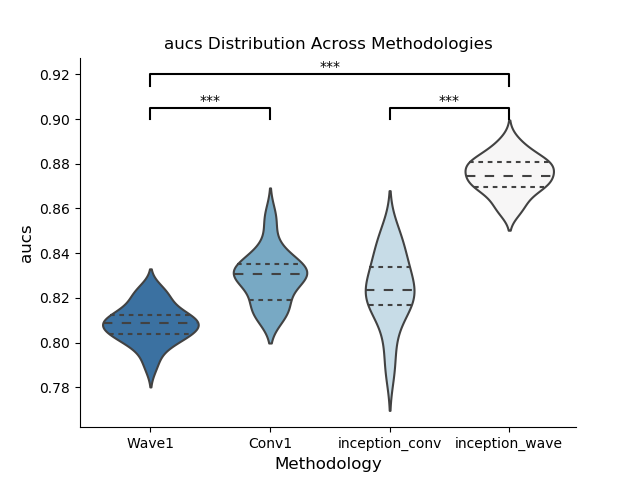 aucs Distribution Across Methodologies
0.92
***
***
***
0.90
0.88
0.86
0.84
0.82
0.80
0.78
aucs
Wave1 Conv1 inception_conv inception_wave
Methodology